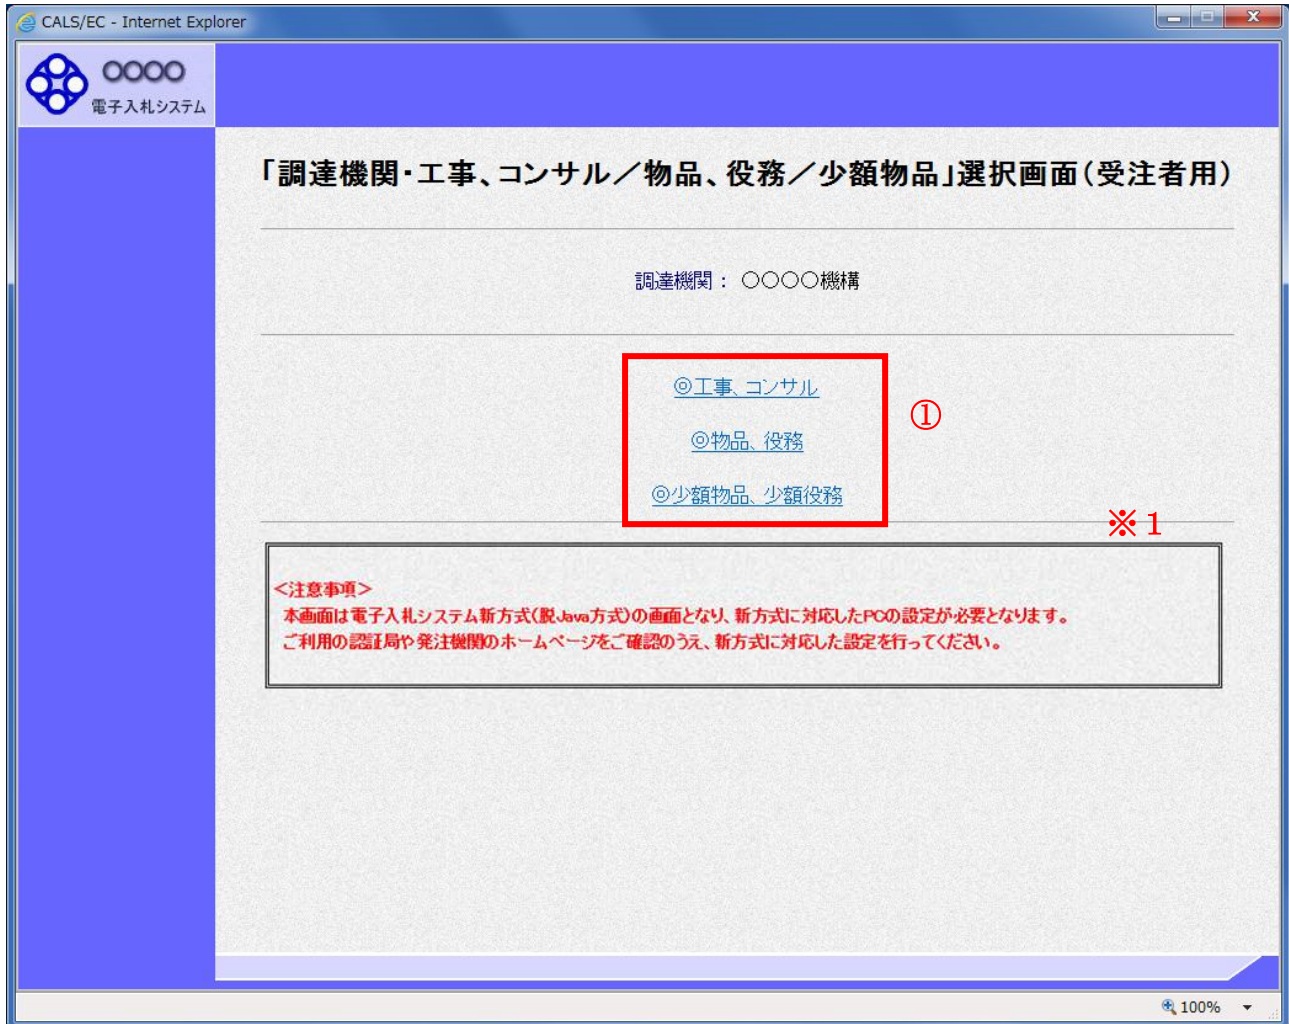 CALS/EC - Internet Explorer
○○○○
電子入札システム
「調達機関・工事、コンサル／物品、役務／少額物品」選択画面（受注者用）
調達機関： ○○○○機構
◎工事、コンサル
①
◎物品、役務
◎少額物品、少額役務
※1
＜注意事項＞
本画面は電子入札システム新方式(脱Java方式)の画面となり、新方式に対応したPCの設定が必要となります。
ご利用の認証局や発注機関のホームページをご確認のうえ、新方式に対応した設定を行ってください。
100%